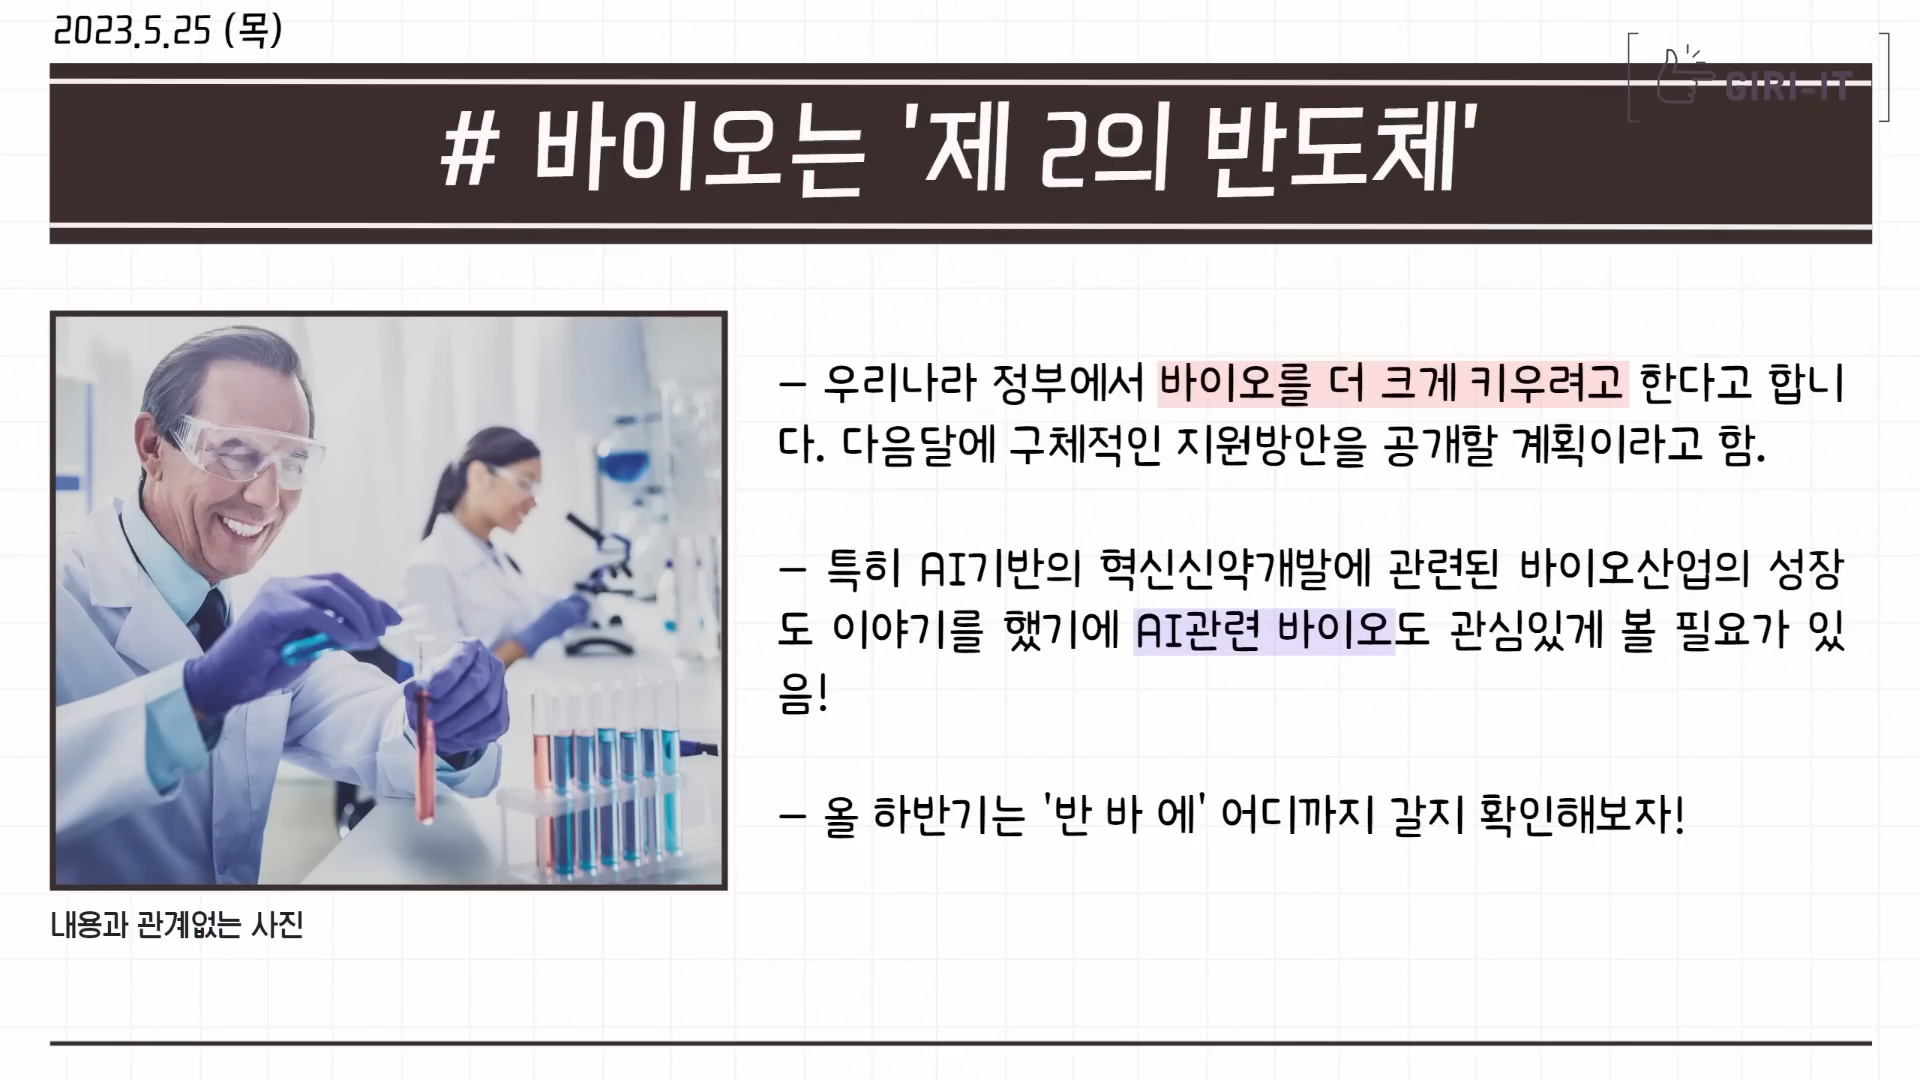 2023.5.25 (목)
GIRI-IT
# 바이오는 '제 2의 반도체'
– 우리나라 정부에서 바이오를 더 크게 키우려고 한다고 합니
다. 다음달에 구체적인 지원방안을 공개할 계획이라고 함.
– 특히 AI기반의 혁신신약개발에 관련된 바이오산업의 성장
도 이야기를 했기에 AI관련 바이오도 관심있게 볼 필요가 있
음!
– 올 하반기는 '반 바 에' 어디까지 갈지 확인해보자!
내용과 관계없는 사진